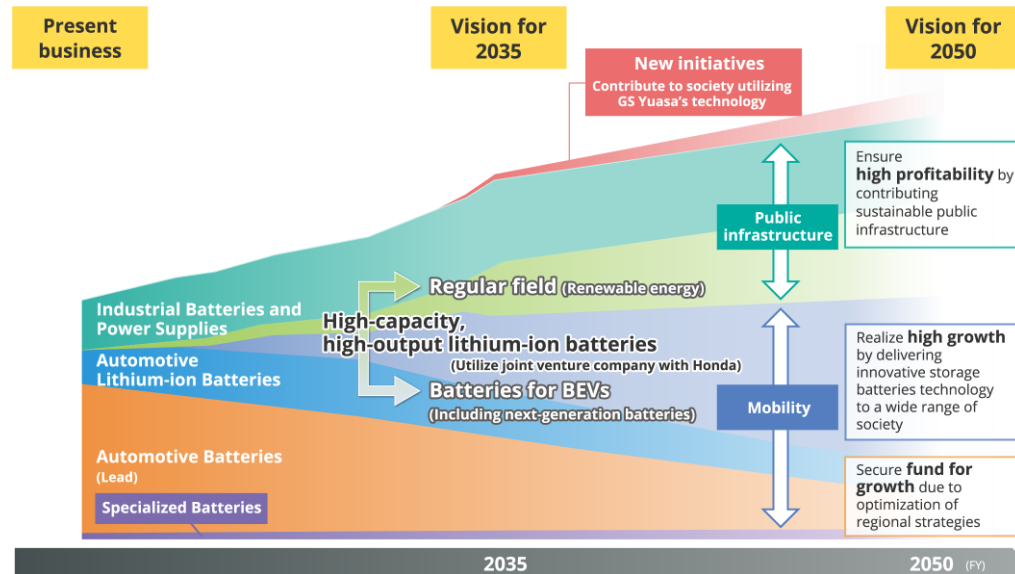 Present
business
Vision for
2035
Vision for
2050
New initiatives
Contribute to society utilizing
GS Yuasa's technology
Ensure
high profitability by
contributing
sustainable public
infrastructure
Public
infrastructure
Regular field (Renewable energy)
Industrial Batteries and
Power Supplies
High-capacity,
high-output lithium-ion batteries
(Utilize joint venture company with Honda)
Automotive
Lithium-ion Batteries
Batteries for BEVs
(Including next-generation batteries)
Mobility
Realize high growth
by delivering
innovative storage
batteries technology
to a wide range of
society
Automotive Batteries
(Lead)
Specialized Batteries
Secure fund for
growth due to
optimization of
regional strategies
2035
2050 (FY)